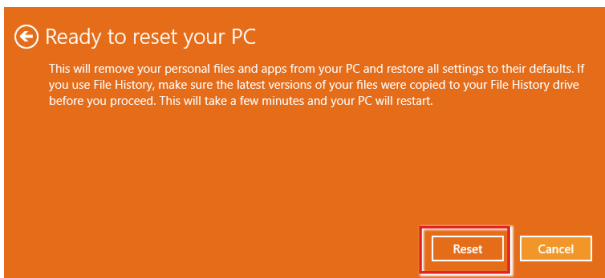 Ready to reset your PC
This will remove your personal files and apps from your PC and restore all settings to their defaults. If
you use File History, make sure the latest versions of your files were copied to your File History drive
before you proceed. This will take a few minutes and your PC will restart.
Reset Cancel